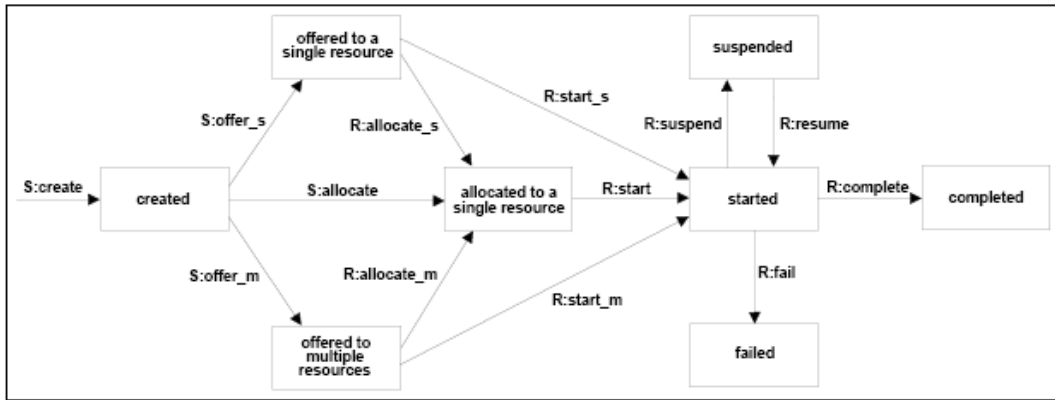 offered to a
single resource
suspended
S:offer_s
R:allocate_s
R:start_s
R:suspend
R:resume
S:create
created
S:allocate
allocated to a
single resource
R:start
started
R:complete
completed
S:offer_m
R:allocate_m
R:start_m
R:fail
offered to
multiple
resources
failed